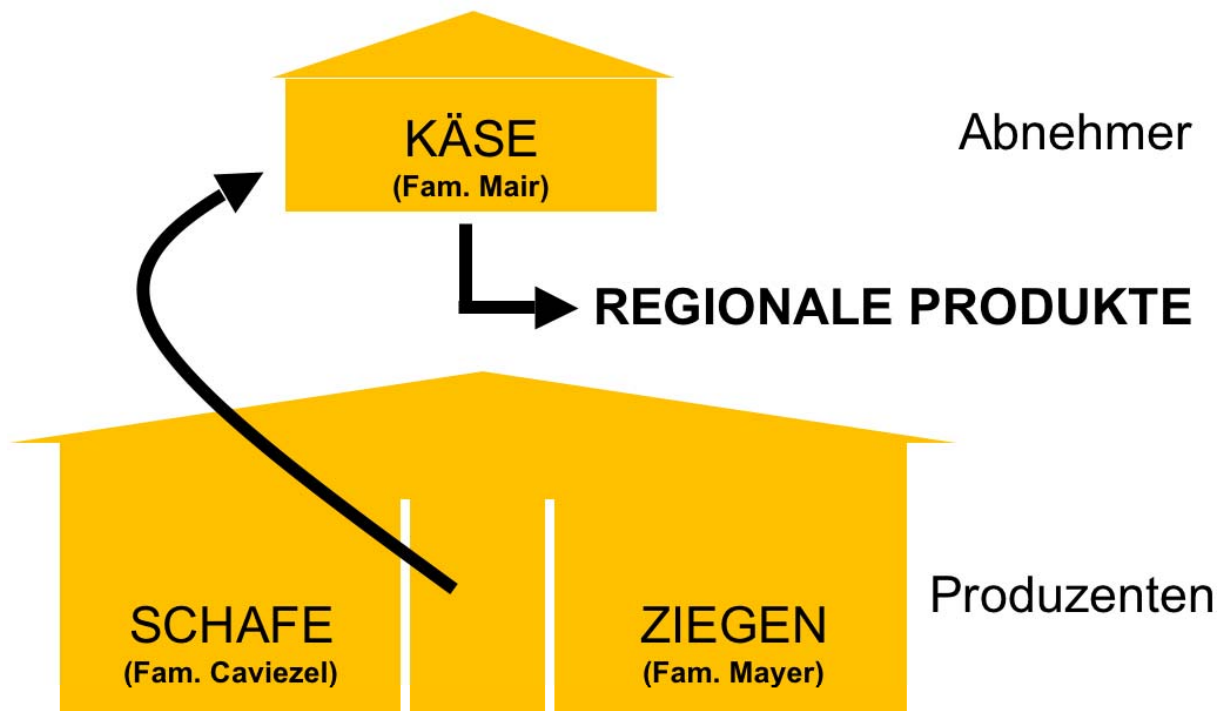 KÄSE
(Fam. Mair)
Abnehmer
REGIONALE PRODUKTE
SCHAFE
(Fam. Caviezel)
ZIEGEN
(Fam. Mayer)
Produzenten